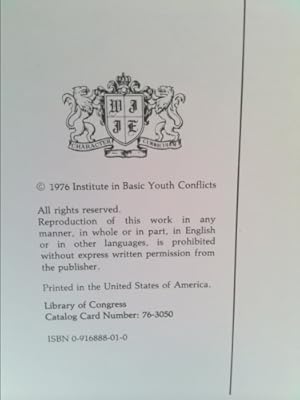 W I
I E
CHARACTER CURRICULUM
© 1976 Institute in Basic Youth Conflicts
All rights reserved.
Reproduction of this work in any
manner, in whole or in part, in English
or in other languages, is prohibited
without express written permission from
the publisher.
Printed in the United States of America.
Library of Congress
Catalog Card Number: 76-3050
ISBN 0-916888-01-0